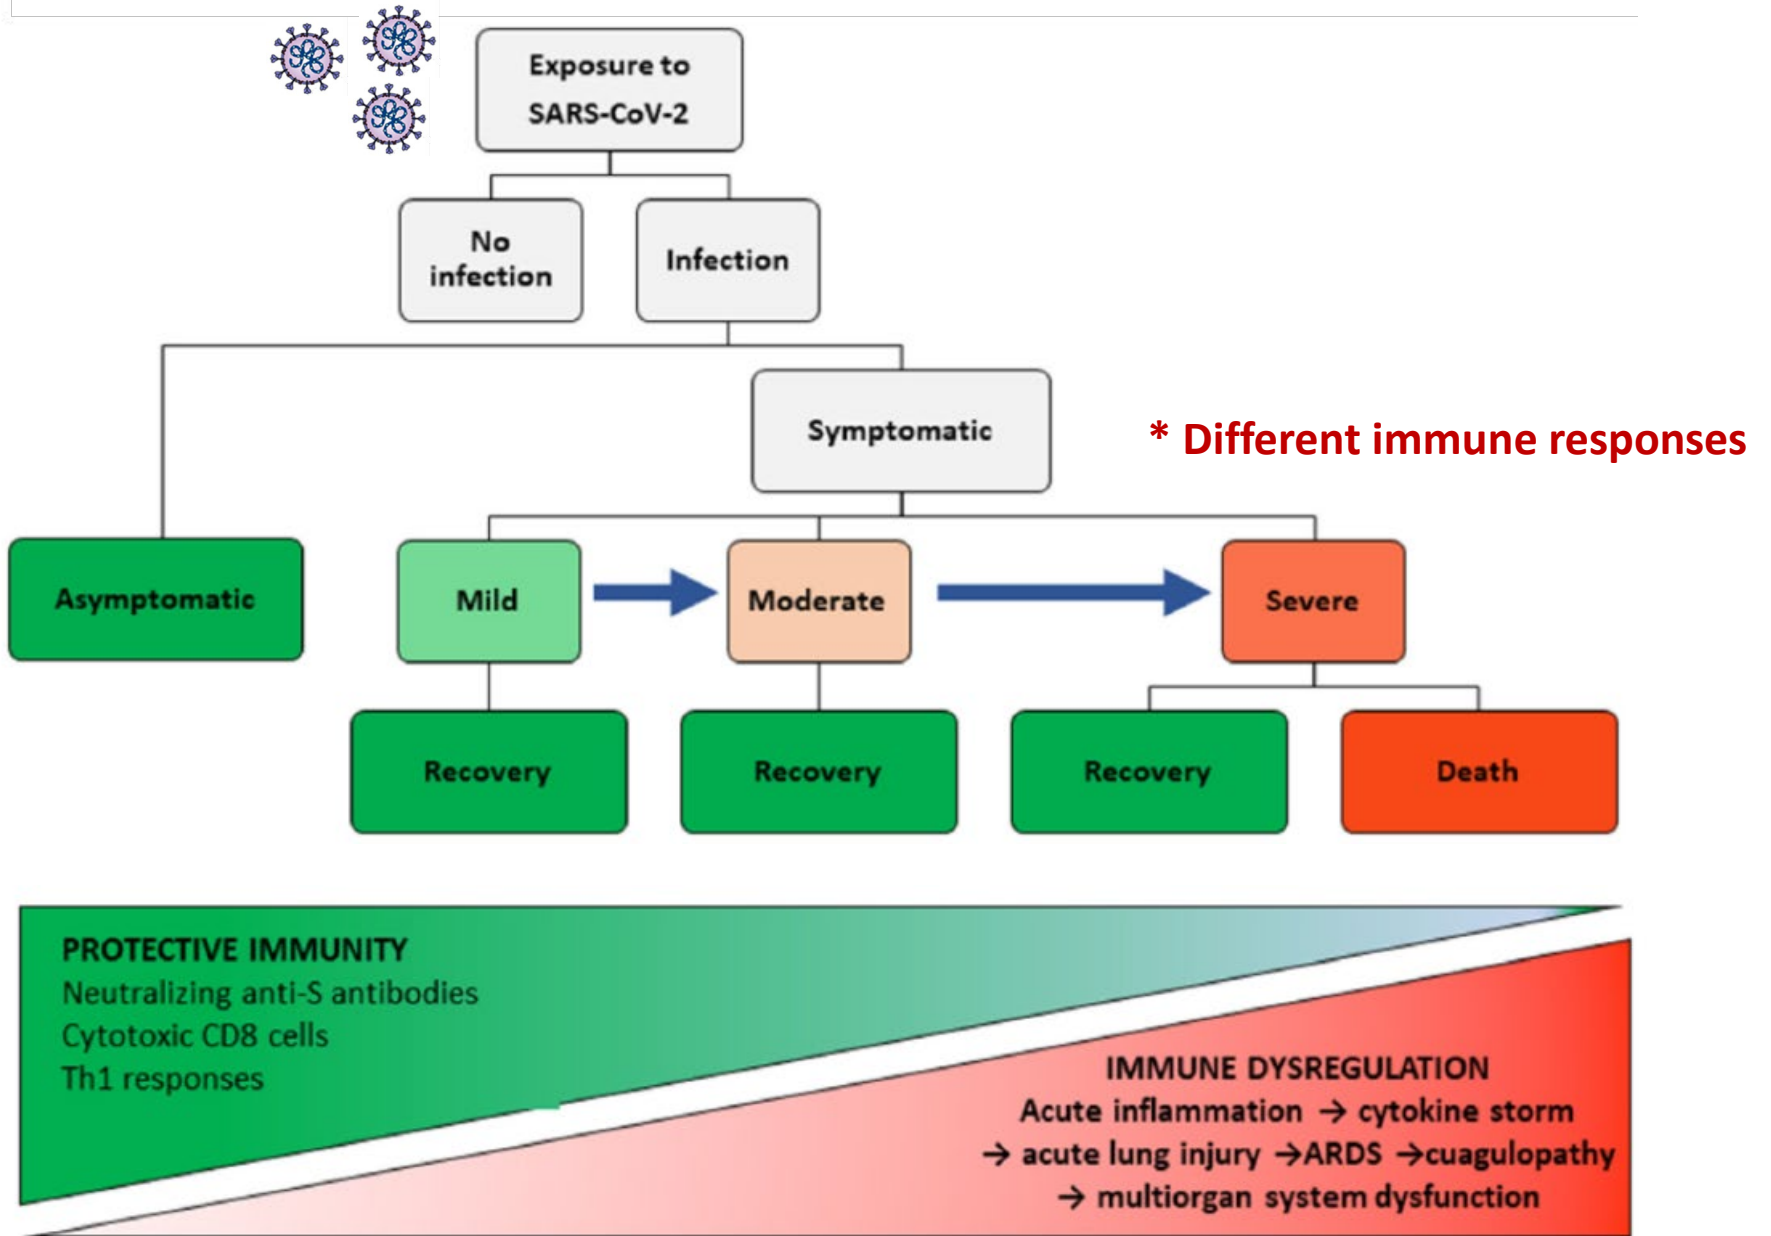 Exposure to
SARS-CoV-2
No
infection
Infection
Symptomatic
* Different immune responses
Asymptomatic
Mild
Moderate
Severe
Recovery
Recovery
Recovery
Death
PROTECTIVE IMMUNITY
Neutralizing anti-S antibodies
Cytotoxic CD8 cells
Th1 responses
IMMUNE DYSREGULATION
Acute inflammation → cytokine storm
→ acute lung injury →ARDS →cuagulopathy
→ multiorgan system dysfunction